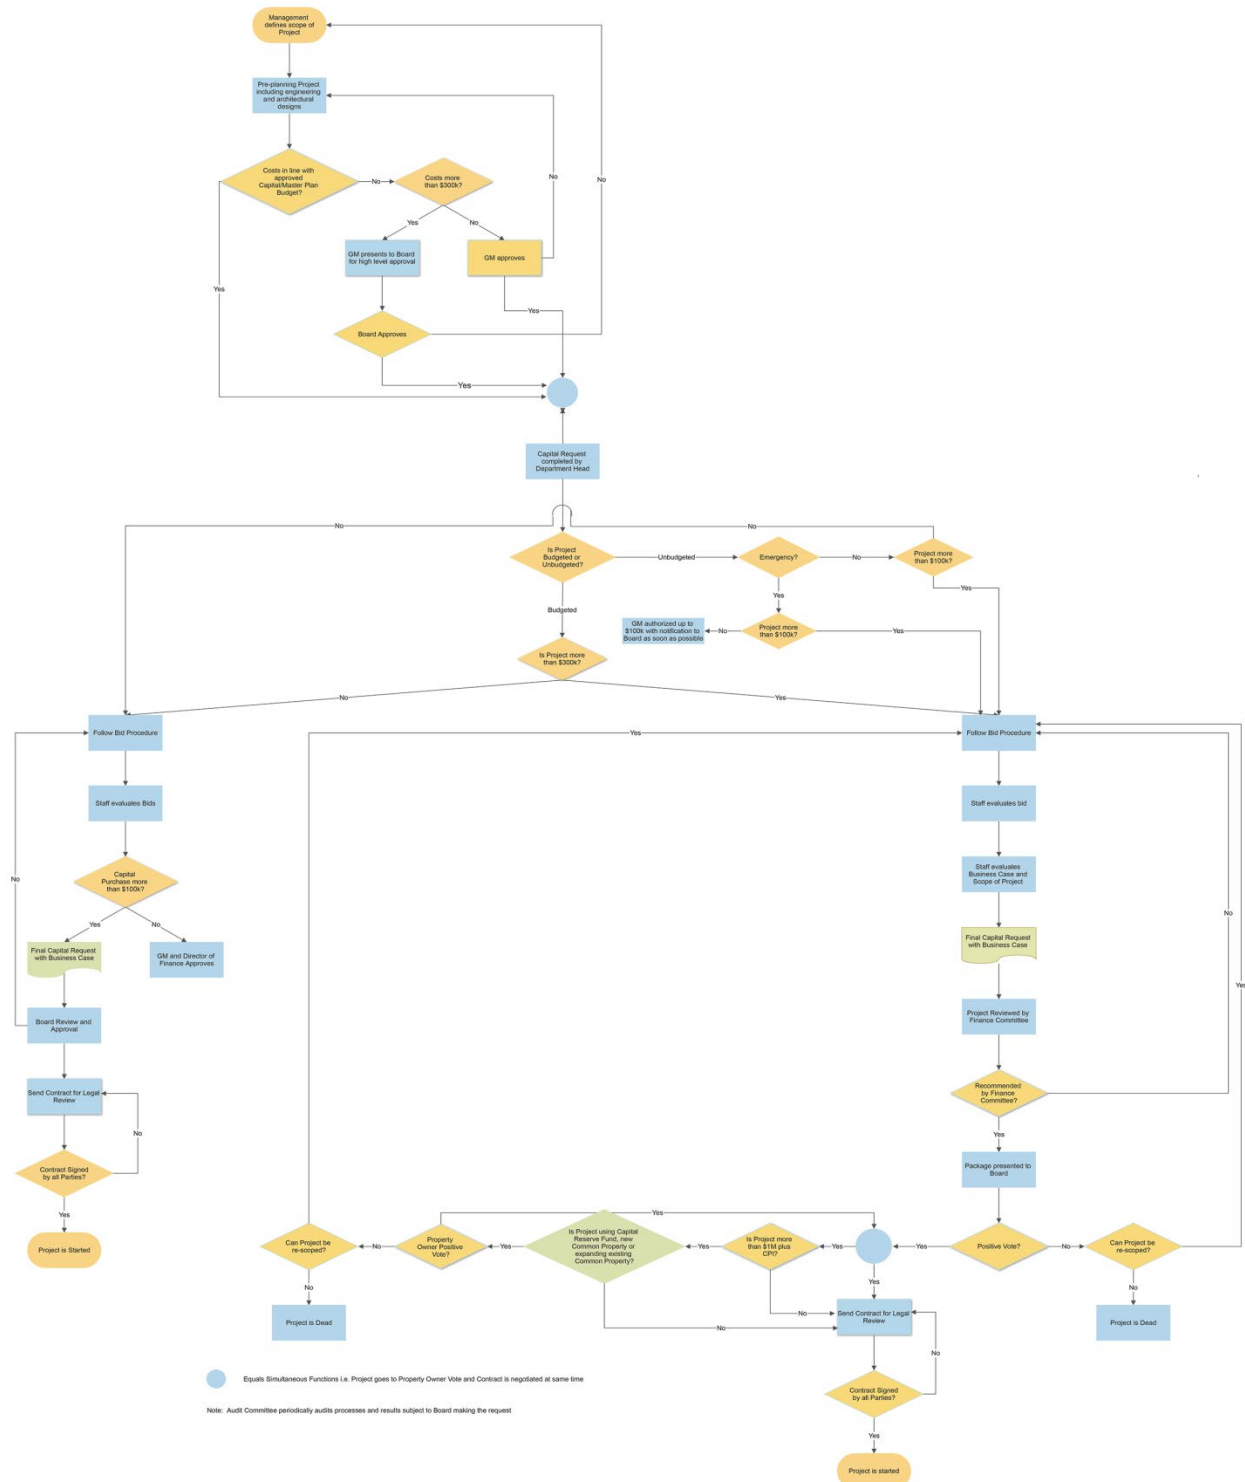 Management
defines scope of
Project
Pre-planning Project
including engineering
and architectural
designs
Costs in line with
approved
Capital/Master Plan
Budget?
No
Costs more
than $300k?
No
No
Yes
No
GM presents to Board
for high level approval
GM approves
Yes
Yes
Board Approves
Yes
Capital Request
completed by
Department Head
No
No
Is Project
Budgeted or
Unbudgeted?
Unbudgeted
Emergency?
No
Project more
than $100k?
Yes
Yes
Budgeted
GM authorized up to
$100k with notification to
Board as soon as possible
No
Project more
than $100k?
Yes
Is Project more
than $300k?
No
Yes
Follow Bid Procedure
Yes
Follow Bid Procedure
Staff evaluates Bids
Staff evaluates bid
No
Capital
Purchase more
than $100k?
Staff evaluates
Business Case and
Scope of Project
No
Yes
No
Final Capital Request
with Business Case
GM and Director of
Finance Approves
Final Capital Request
with Business Case
Yes
Board Review and
Approval
Project Reviewed by
Finance Committee
Send Contract for Legal
Review
Recommended
by Finance
Committee?
No
Yes
Contract Signed
by all Parties?
Package presented to
Board
Yes
Project is Started
Yes
Can Project be
re-scoped?
No
Property
Owner Positive
Vote?
Yes
Is Project using Capital
Reserve Fund, new
Common Property or
expanding existing
Common Property?
Yes
Is Project more
than $1M plus
CPI?
Yes
Yes
Positive Vote?
No
Can Project be
re-scoped?
Yes
No
No
Project is Dead
No
No
Send Contract for Legal
Review
Project is Dead
No
Equals Simultaneous Functions i.e. Project goes to Property Owner Vote and Contract is negotiated at same time
Contract Signed
by all Parties?
Note: Audit Committee periodically audits processes and results subject to Board making the request
Yes
Project is started